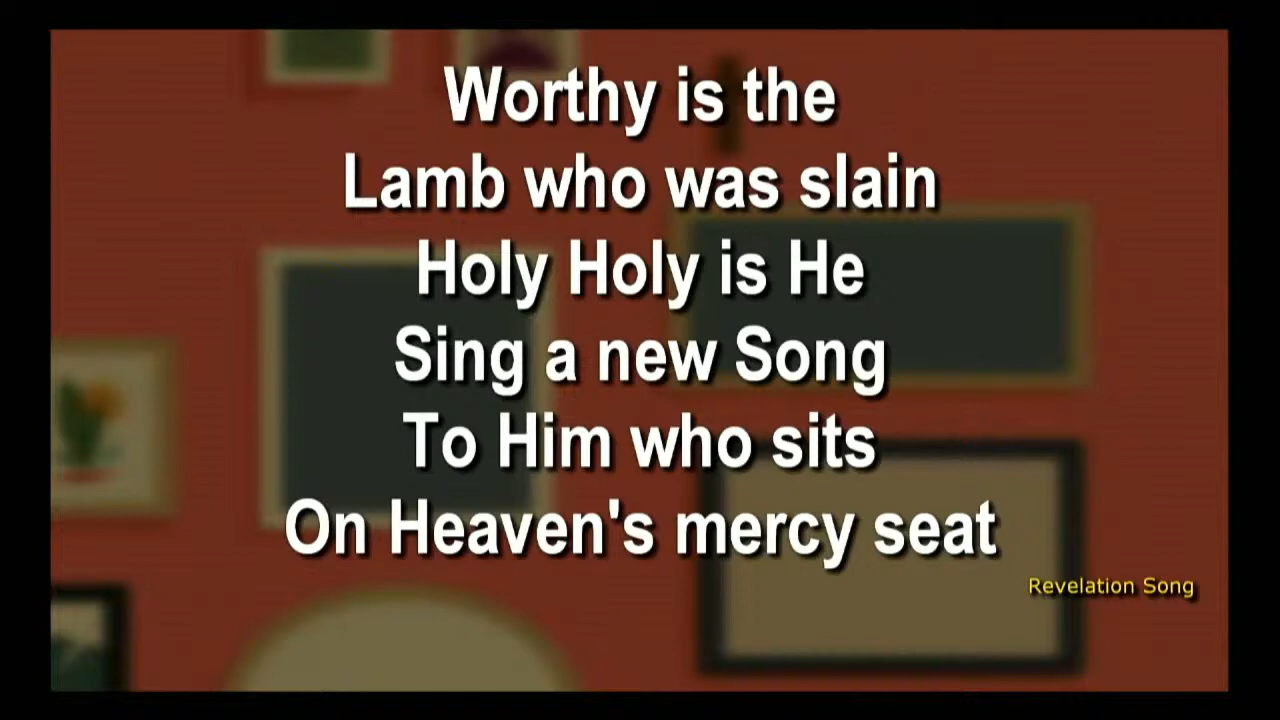 Worthy is the
Lamb who was slain
Holy Holy is He
Sing a new Song
To Him who sits
On Heaven's mercy seat
Revelation Song